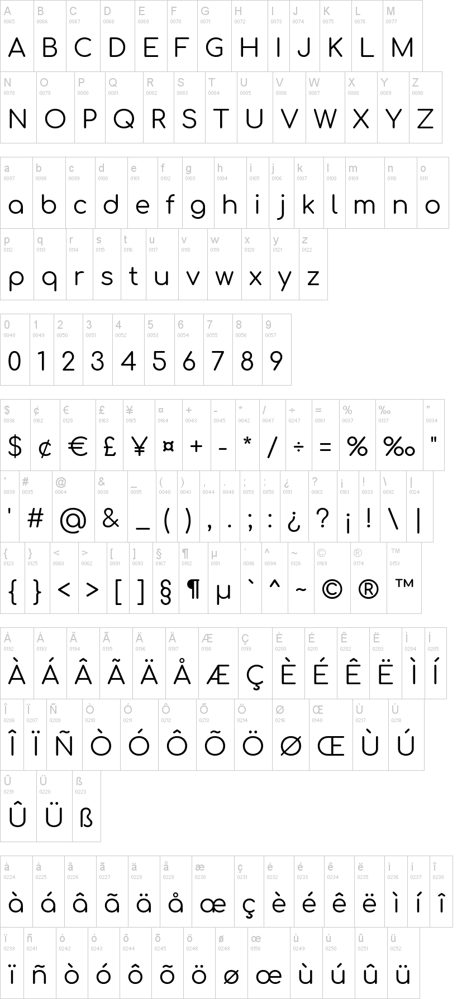 A B C D E F G H I J K L M
0065 0066 0067 0068 0069 0070 0071 0072 0073 0074 0075 0076 0077
A B C D E F G H I J K L M
N O P Q R S T U V W X Y Z
0078 0079 0080 0081 0082 0083 0084 0085 0086 0087 0088 0089 0090
N O P Q R S T U V W X Y Z
a b c d e f g h i j k l m n o
0097 0098 0099 0100 0101 0102 0103 0104 0105 0106 0107 0108 0109 0110 0111
a b c d e f g h i j k l m n o
p q r s t u v w x y z
0112 0113 0114 0115 0116 0117 0118 0119 0120 0121 0122
p q r s t u v w x y z
0 1 2 3 4 5 6 7 8 9
0048 0049 0050 0051 0052 0053 0054 0055 0056 0057
0 1 2 3 4 5 6 7 8 9
$ ¢ € £ ¥ ¤ + - * / ÷ = % ‰ "
0036 0162 0128 0163 0165 0164 0043 0045 0042 0047 0247 0061 0037 0137 0034
$ ¢ € £ ¥ ¤ + - * / ÷ = % ‰ "
' # @ & _ ( ) , . ; : ¿ ? ¡ ! \ |
0039 0035 0064 0038 0095 0040 0041 0044 0046 0059 0058 0191 0063 0161 0033 0092 0124
' # @ & _ ( ) , . ; : ¿ ? ¡ ! \ |
{ } < > [ ] § ¶ µ ` ^ ~ © ® ™
0123 0125 0060 0062 0091 0093 0167 0182 0181 0096 0094 0126 0169 0174 0153
{ } < > [ ] § ¶ µ ` ^ ~ © ® ™
À Á Â Ã Ä Å Æ Ç È É Ê Ë Ì Í
0192 0193 0194 0195 0196 0197 0198 0199 0200 0201 0202 0203 0204 0205
À Á Â Ã Ä Å Æ Ç È É Ê Ë Ì Í
Î Ï Ñ Ò Ó Ô Õ Ö Ø Œ Ù Ú
0206 0207 0209 0210 0211 0212 0213 0214 0216 0140 0217 0218
Î Ï Ñ Ò Ó Ô Õ Ö Ø Œ Ù Ú
Û Ü ß
0219 0220 0223
Û Ü ß
à á â ã ä å æ ç è é ê ë ì í î
0224 0225 0226 0227 0228 0229 0230 0231 0232 0233 0234 0235 0236 0237 0238
à á â ã ä å æ ç è é ê ë ì í î
ï ñ ò ó ô õ ö ø œ ù ú û ü
0239 0241 0242 0243 0244 0245 0246 0248 0156 0249 0250 0251 0252
ï ñ ò ó ô õ ö ø œ ù ú û ü